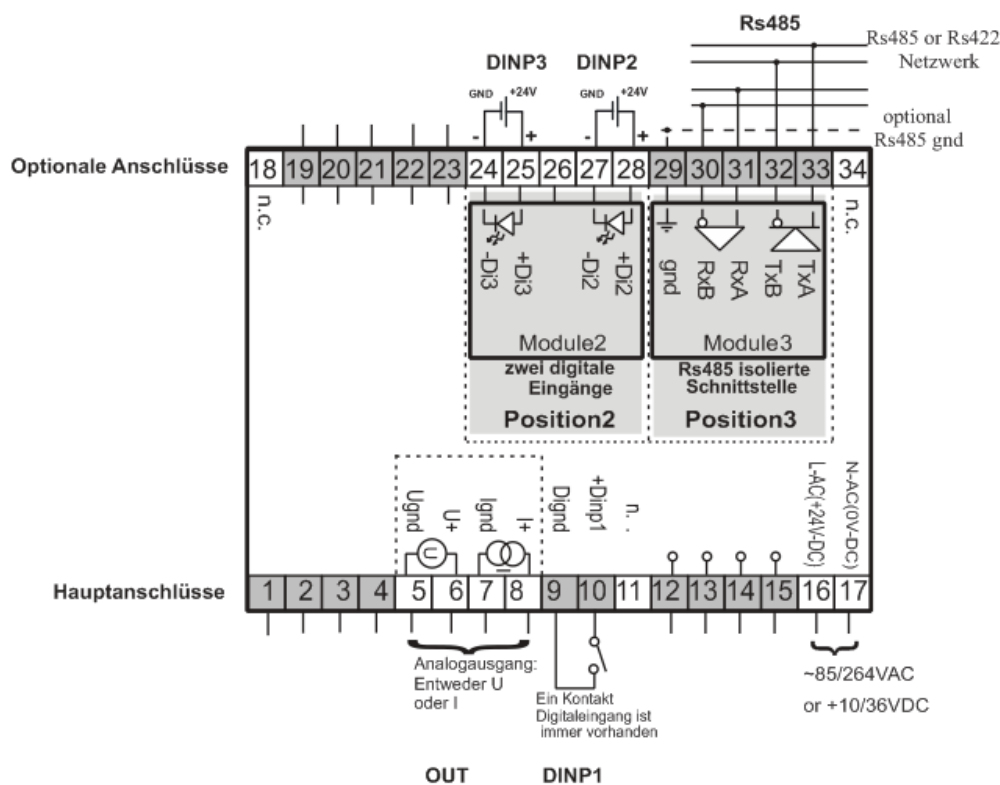 Rs485
Rs485 or Rs422
Netzwerk
DINP3 DINP2
GND +24V GND +24V
optional
Rs485 gnd
- + - +
Optionale Anschlüsse 18 19 20 21 22 23 24 25 26 27 28 29 30 31 32 33 34
n.c. -Di3 +Di3 -Di2 +Di2 gnd RxB RxA TxB TxA n.c.
Module2 Module3
zwei digitale
Eingänge
Rs485 isolierte
Schnittstelle
Position2 Position3
Ugnd U+ Ignd I+ Dignd +Dinp1 n. . L-AC(+24V-DC) N-AC(0V-DC)
U
Hauptanschlüsse 1 2 3 4 5 6 7 8 9 10 11 12 13 14 15 16 17
Analogausgang:
Entweder U
oder I
Ein Kontakt
Digitaleingang ist
immer vorhanden
~85/264VAC
or +10/36VDC
OUT DINP1